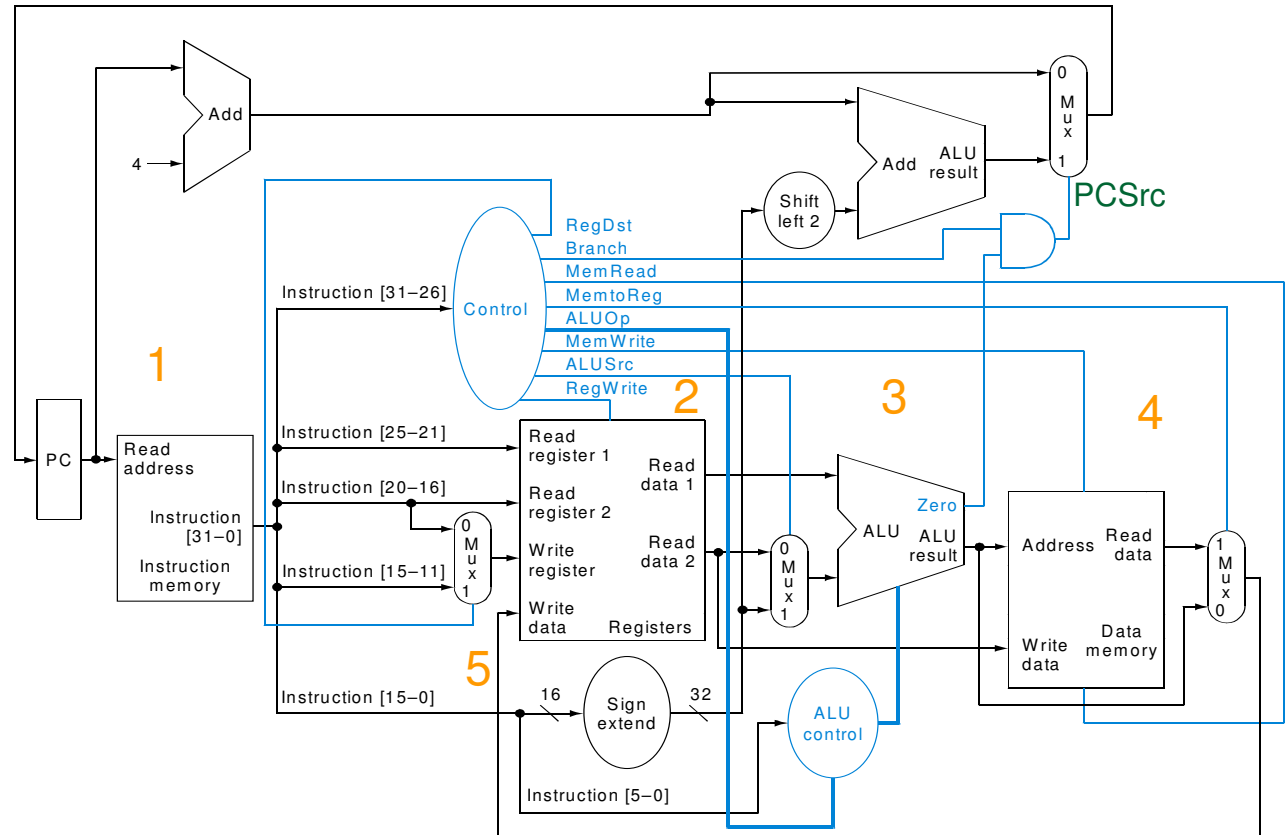 Add
4
0
M
u
x
1
Add
ALU
result
Shift
left 2
PCSrc
RegDst
Branch
MemRead
MemtoReg
ALUOp
MemWrite
ALUSrc
RegWrite
Control
Instruction [31–26]
1
2
3
4
PC
Read
address
Instruction
[31–0]
Instruction
memory
Instruction [25–21]
Instruction [20–16]
Instruction [15–11]
0
M
u
x
1
Read
register 1
Read
register 2
Write
register
Write
data
Read
data 1
Read
data 2
Registers
0
M
u
x
1
Zero
ALU
ALU
result
Address
Read
data
Write
data
Data
memory
1
M
u
x
0
5
Instruction [15–0]
16
Sign
extend
32
ALU
control
Instruction [5–0]